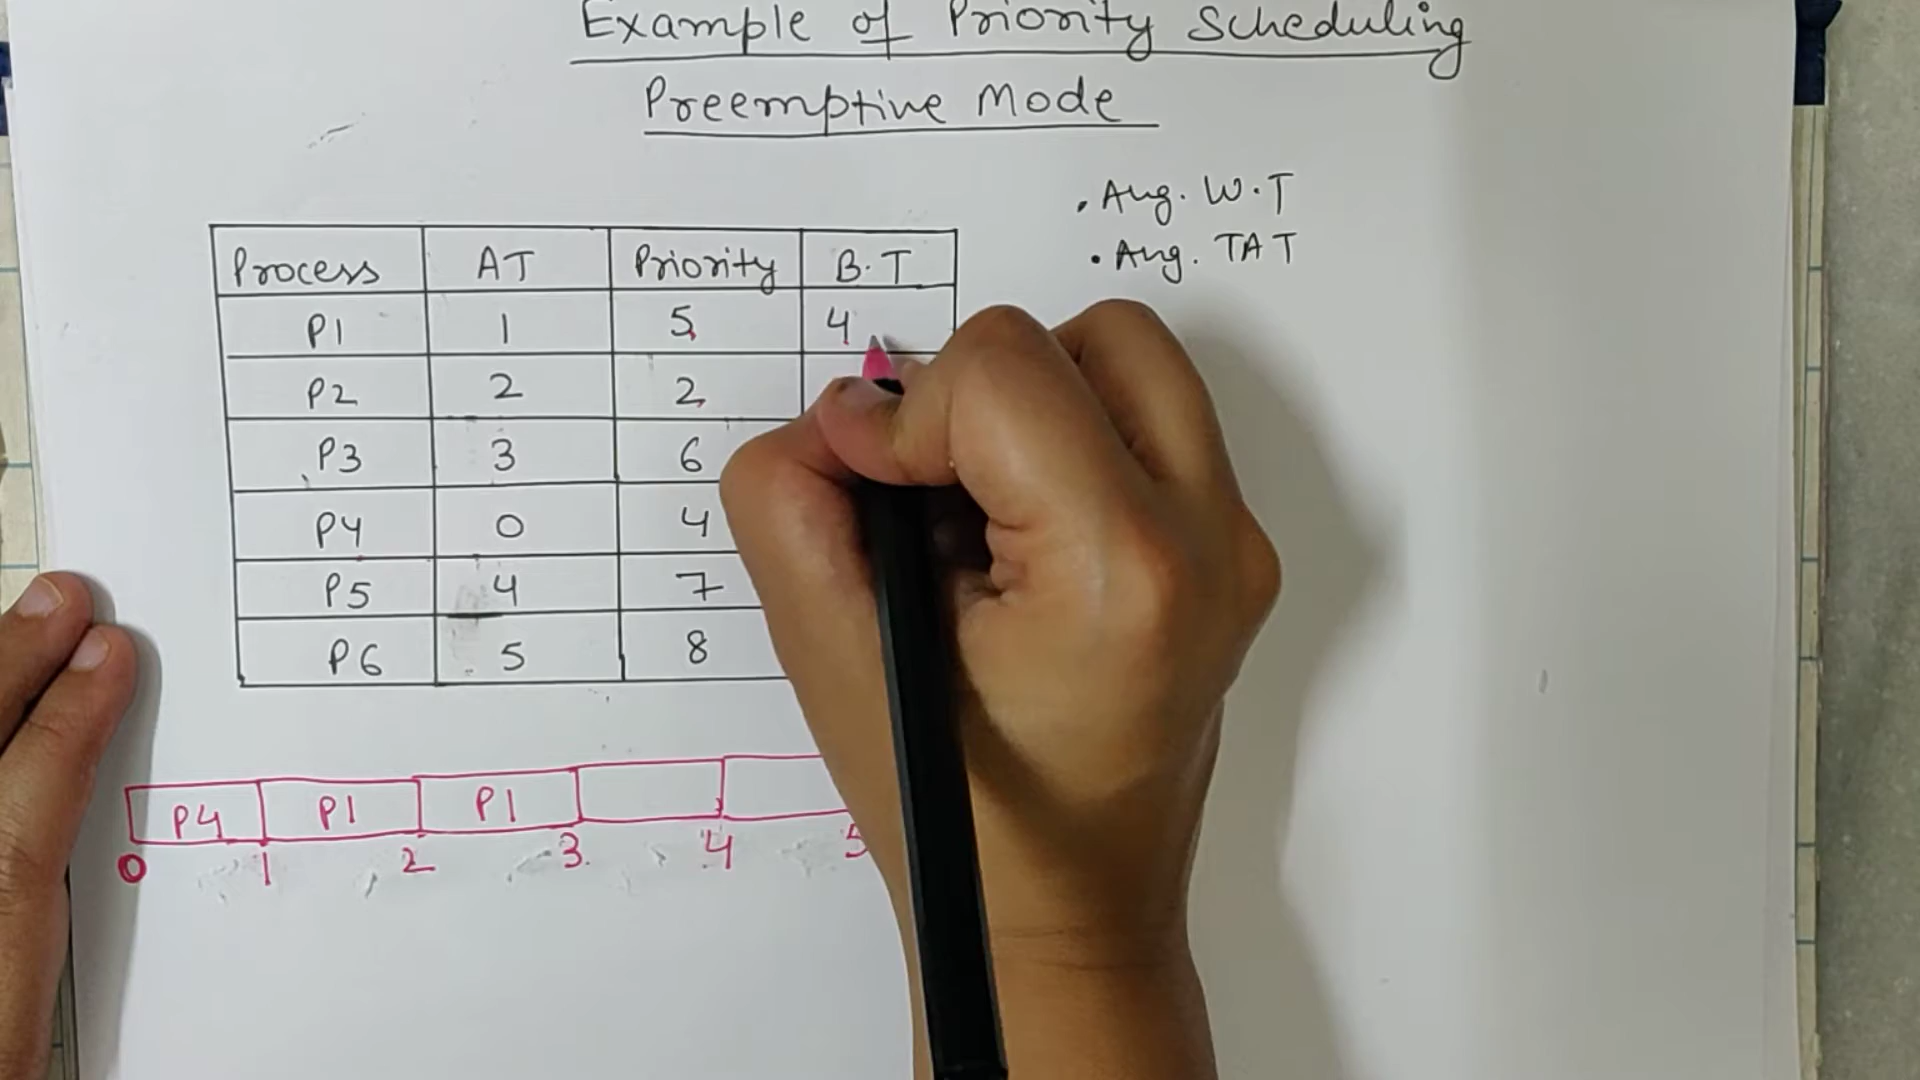 Example of Priority Scheduling
Preemptive Mode
• Avg. W.T
• Avg. TAT
Process AT Priority B.T
P1 1 5 4
P2 2 2
P3 3 6
P4 0 4
P5 4 7
P6 5 8
P4 P1 P1
0 1 2 3 4 5